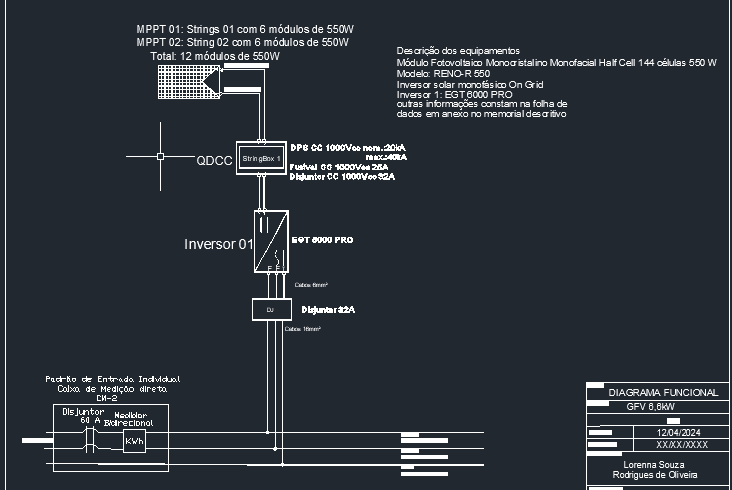 MPPT 01: Strings 01 com 6 módulos de 550W
MPPT 02: String 02 com 6 módulos de 550W
Total: 12 módulos de 550W
Descrição dos equipamentos
Módulo Fotovoltaico Monocristalino Monofacial Half Cell 144 células 550 W
Modelo: RENO-R 550
Inversor solar monofásico On Grid
Inversor 1: EGT 6000 PRO
outras informações constam na folha de
dados em anexo no memorial descritivo
QDCC
StringBox 1
DPS CC 1000Vcc nom.:20kA
max.:40kA
Fusível CC 1000Vcc 25A
Disjuntor CC 1000Vcc 32A
Inversor 01
EGT 6000 PRO
F F
Cabos 6mm²
DJ
Disjuntor 32A
Cabos 16mm²
Padrão de Entrada Individual
Caixa de Medição direta
CM-2
Disjuntor
60 A
Medidor
Bidirecional
KWh
DIAGRAMA FUNCIONAL
GFV 6,6kW
12/04/2024
XX/XX/XXXX
Lorenna Souza
Rodrigues de Oliveira